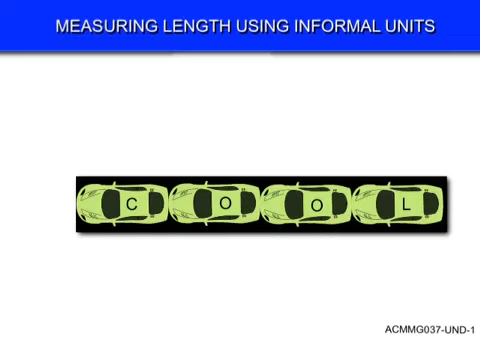 MEASURING LENGTH USING INFORMAL UNITS
C O O L
ACMMG037-UND-1